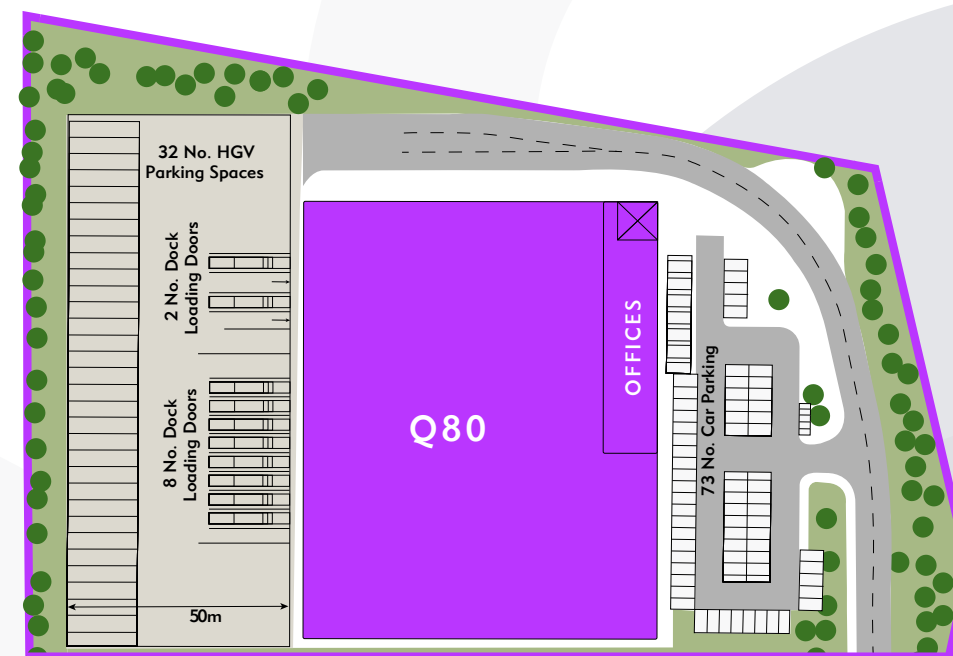 32 No. HGV
Parking Spaces
2 No. Dock
Loading Doors
8 No. Dock
Loading Doors
50m
Q80
OFFICES
73 No. Car Parking